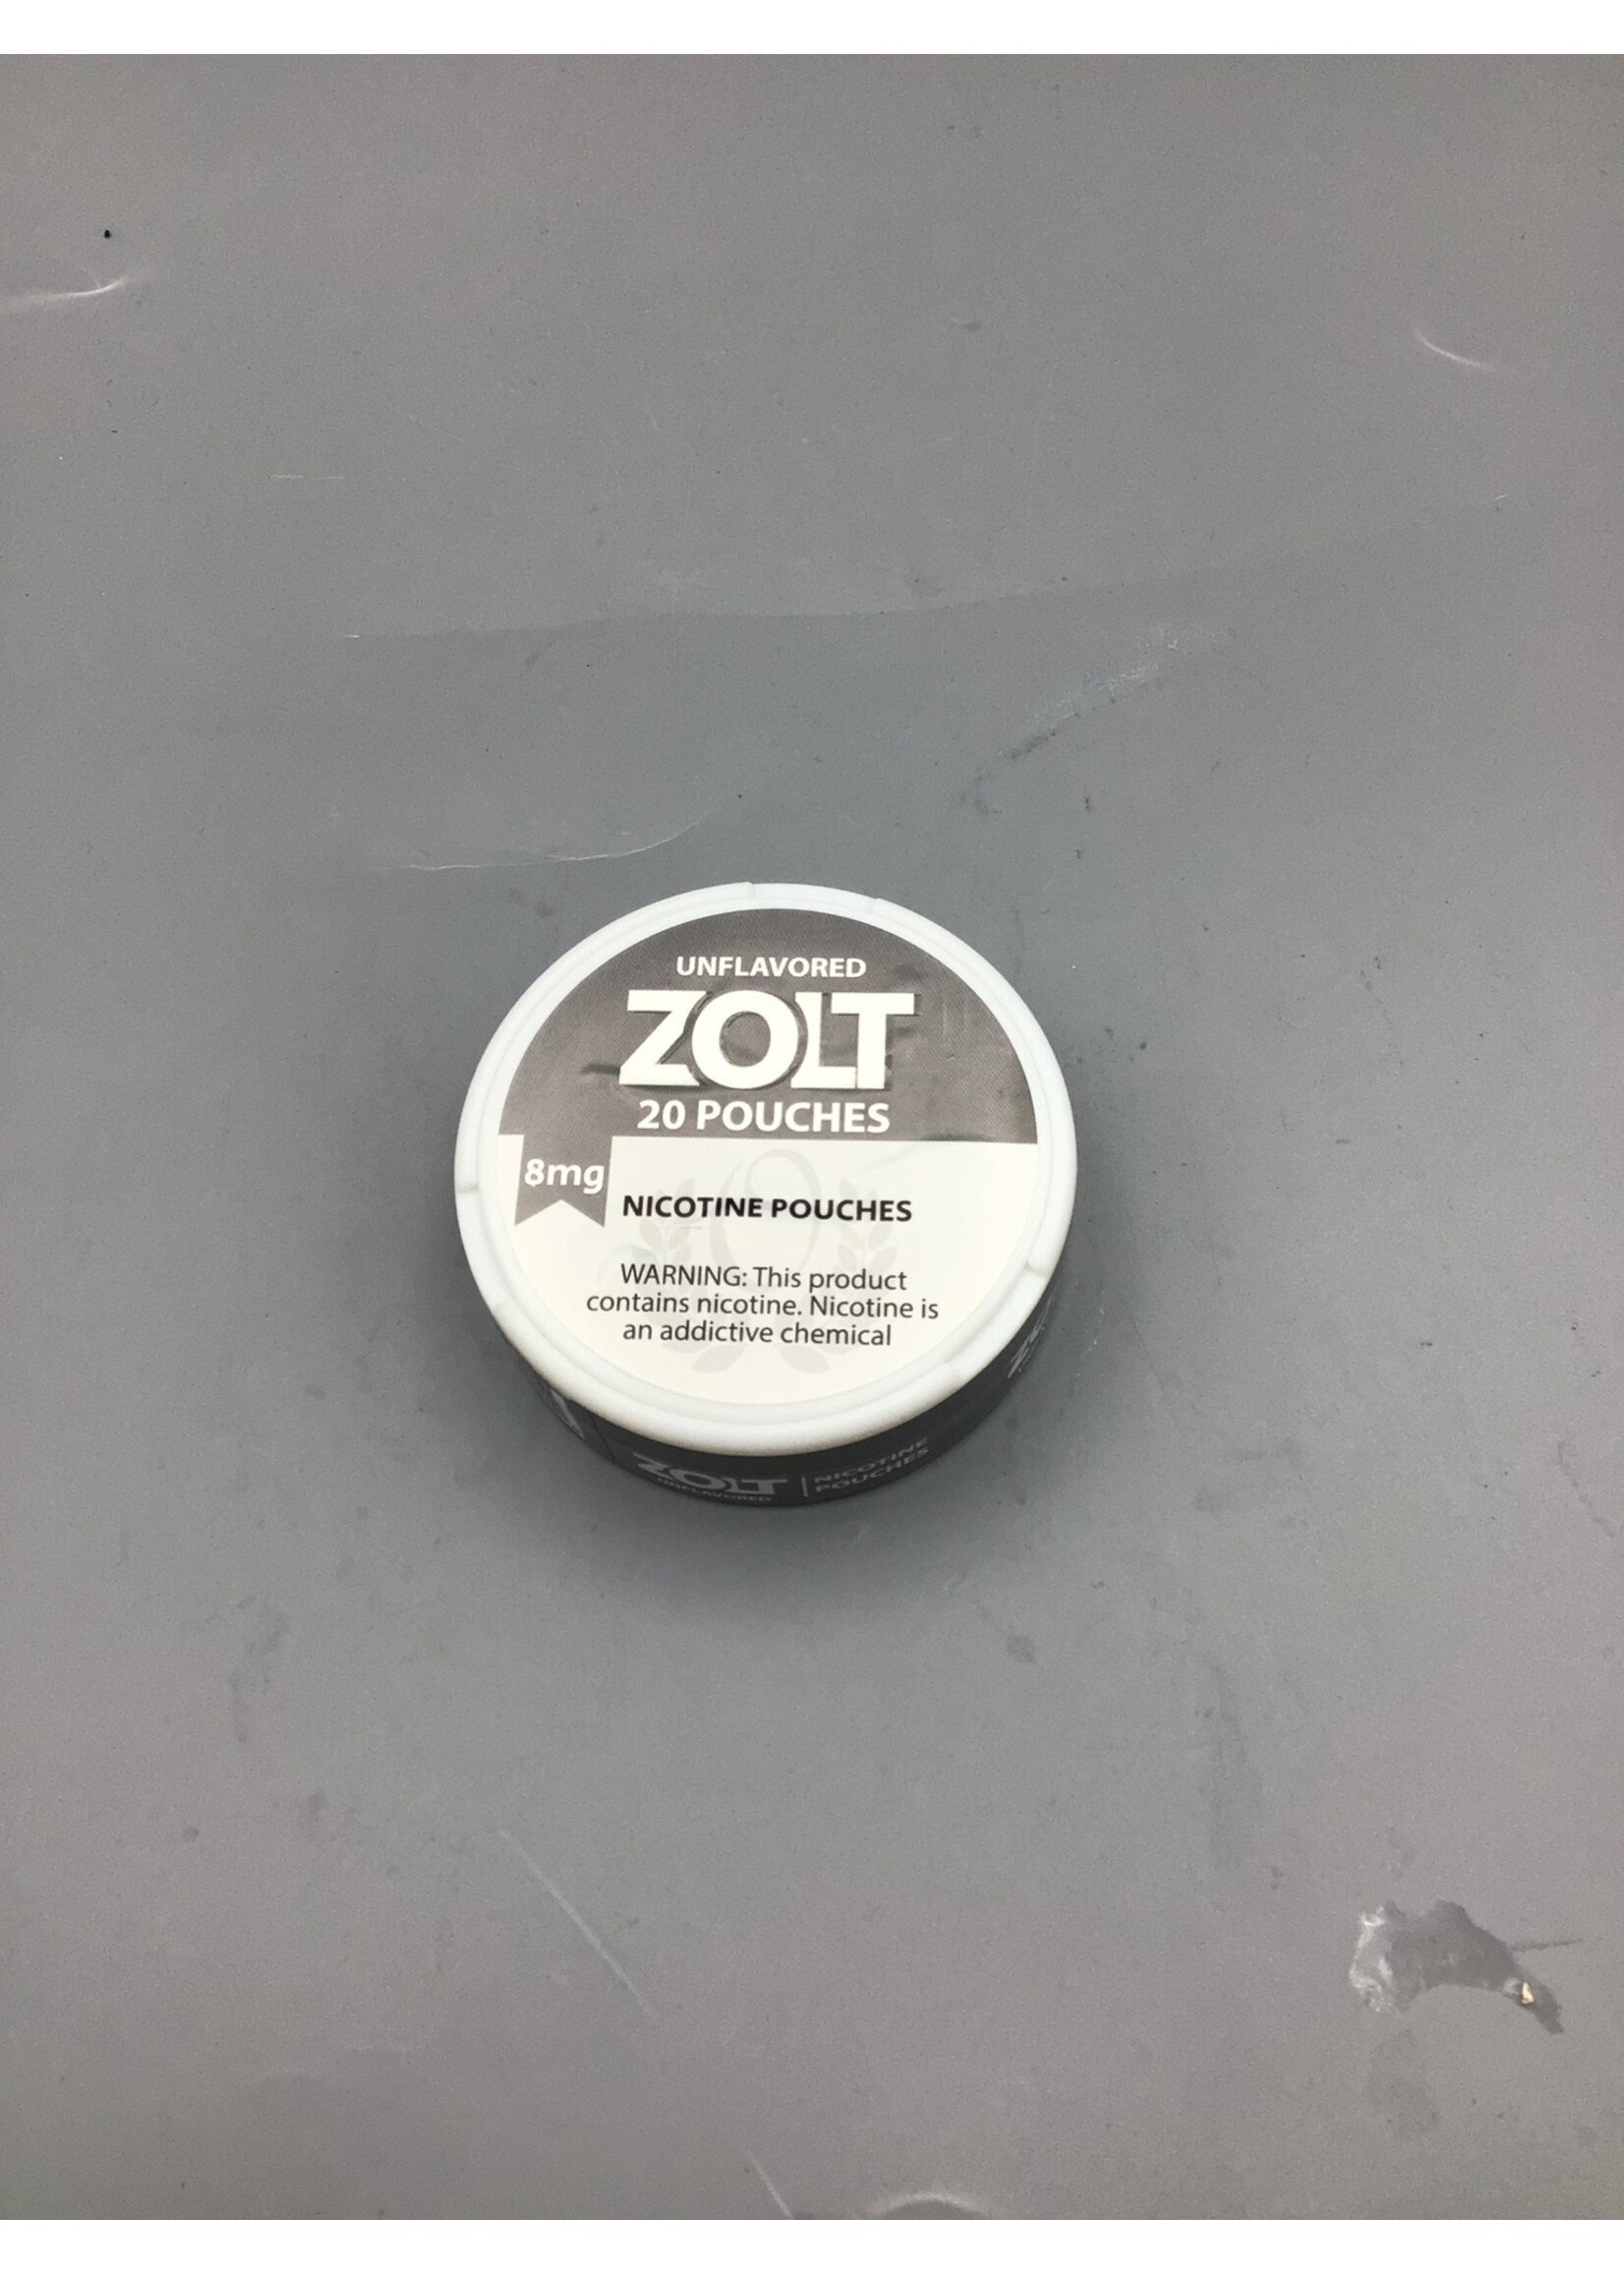 UNFLAVORED
ZOLT
20 POUCHES
8mg
NICOTINE POUCHES
WARNING: This product
contains nicotine. Nicotine is
an addictive chemical
ZOLT
UNFLAVORED
NICOTINE
POUCHES